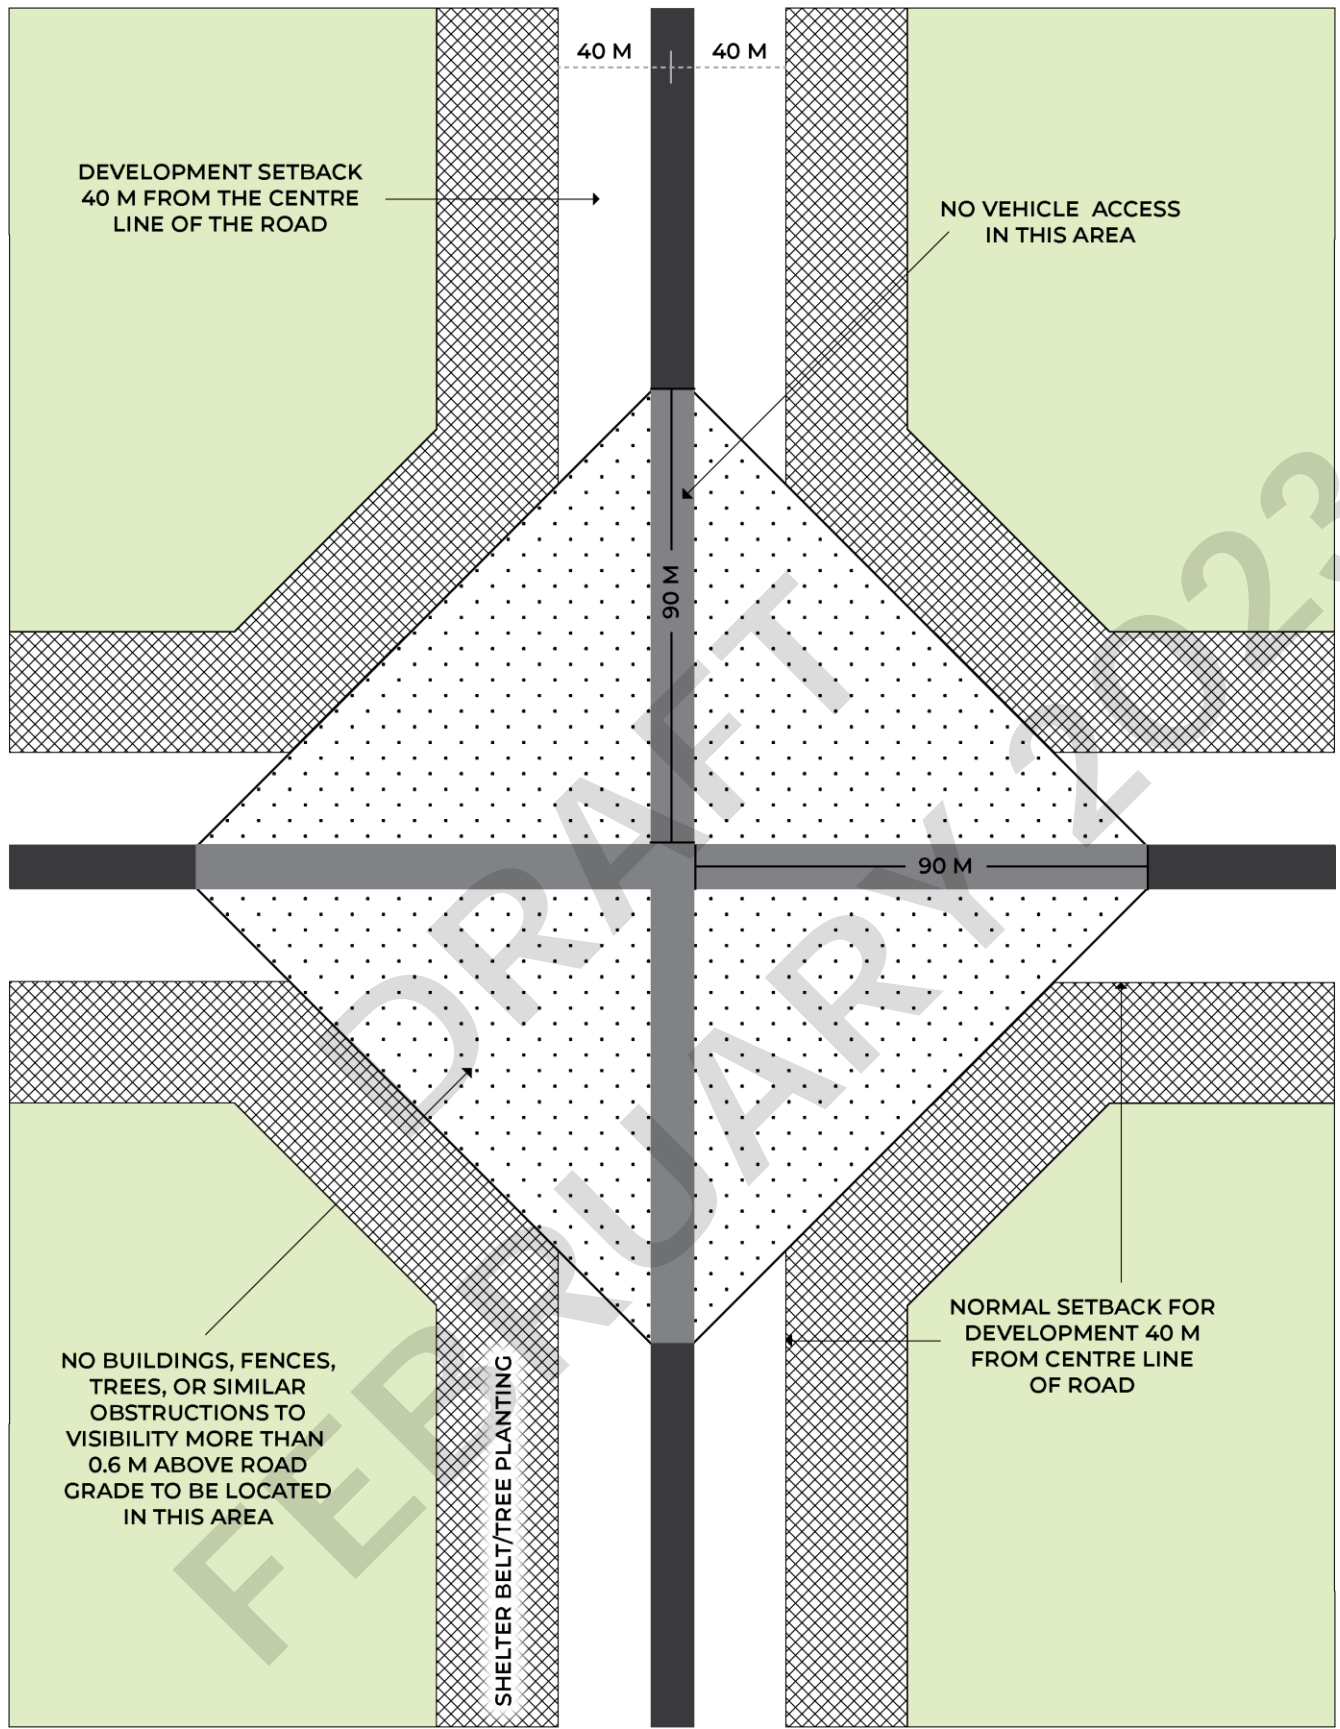 40 M
40 M
DEVELOPMENT SETBACK
40 M FROM THE CENTRE
LINE OF THE ROAD
NO VEHICLE ACCESS
IN THIS AREA
90 M
90 M
DRAFT
FEBRUARY 2023
NORMAL SETBACK FOR
DEVELOPMENT 40 M
FROM CENTRE LINE
OF ROAD
NO BUILDINGS, FENCES,
TREES, OR SIMILAR
OBSTRUCTIONS TO
VISIBILITY MORE THAN
0.6 M ABOVE ROAD
GRADE TO BE LOCATED
IN THIS AREA
SHELTER BELT/TREE PLANTING